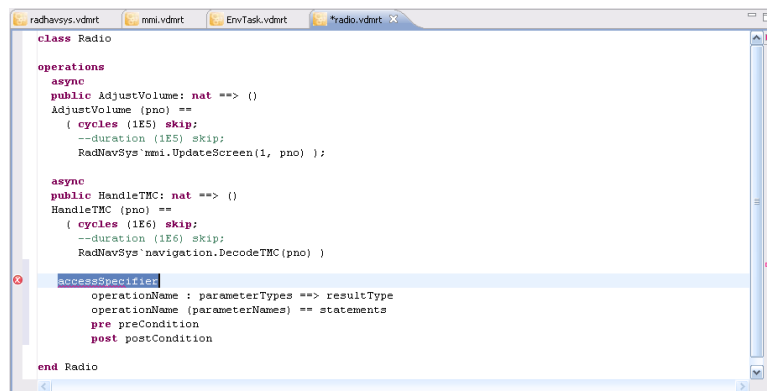 radhavsys.vdmrt mmi.vdmrt EnvTask.vdmrt *radio.vdmrt
class Radio
operations
async
public AdjustVolume: nat ==> ()
AdjustVolume (pno) ==
( cycles (1E5) skip;
--duration (1E5) skip;
RadNavSys`mmi.UpdateScreen(1, pno) );
async
public HandleTMC: nat ==> ()
HandleTMC (pno) ==
( cycles (1E6) skip;
--duration (1E6) skip;
RadNavSys`navigation.DecodeTMC(pno) )
accessSpecifier
operationName : parameterTypes ==> resultType
operationName (parameterNames) == statements
pre preCondition
post postCondition
end Radio